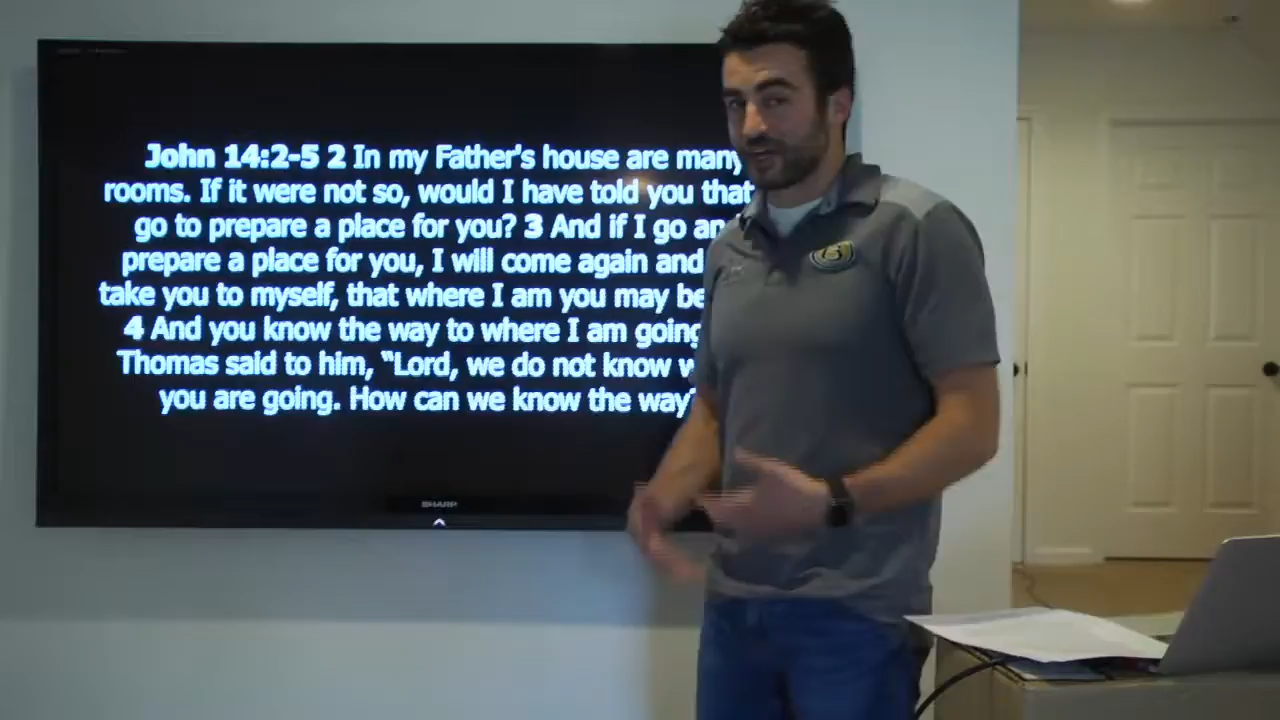 John 14:2-5 2 In my Father's house are many
rooms. If it were not so, would I have told you that
go to prepare a place for you? 3 And if I go an
prepare a place for you, I will come again and
take you to myself, that where I am you may be
4 And you know the way to where I am going
Thomas said to him, “Lord, we do not know w
you are going. How can we know the way?
SHARP